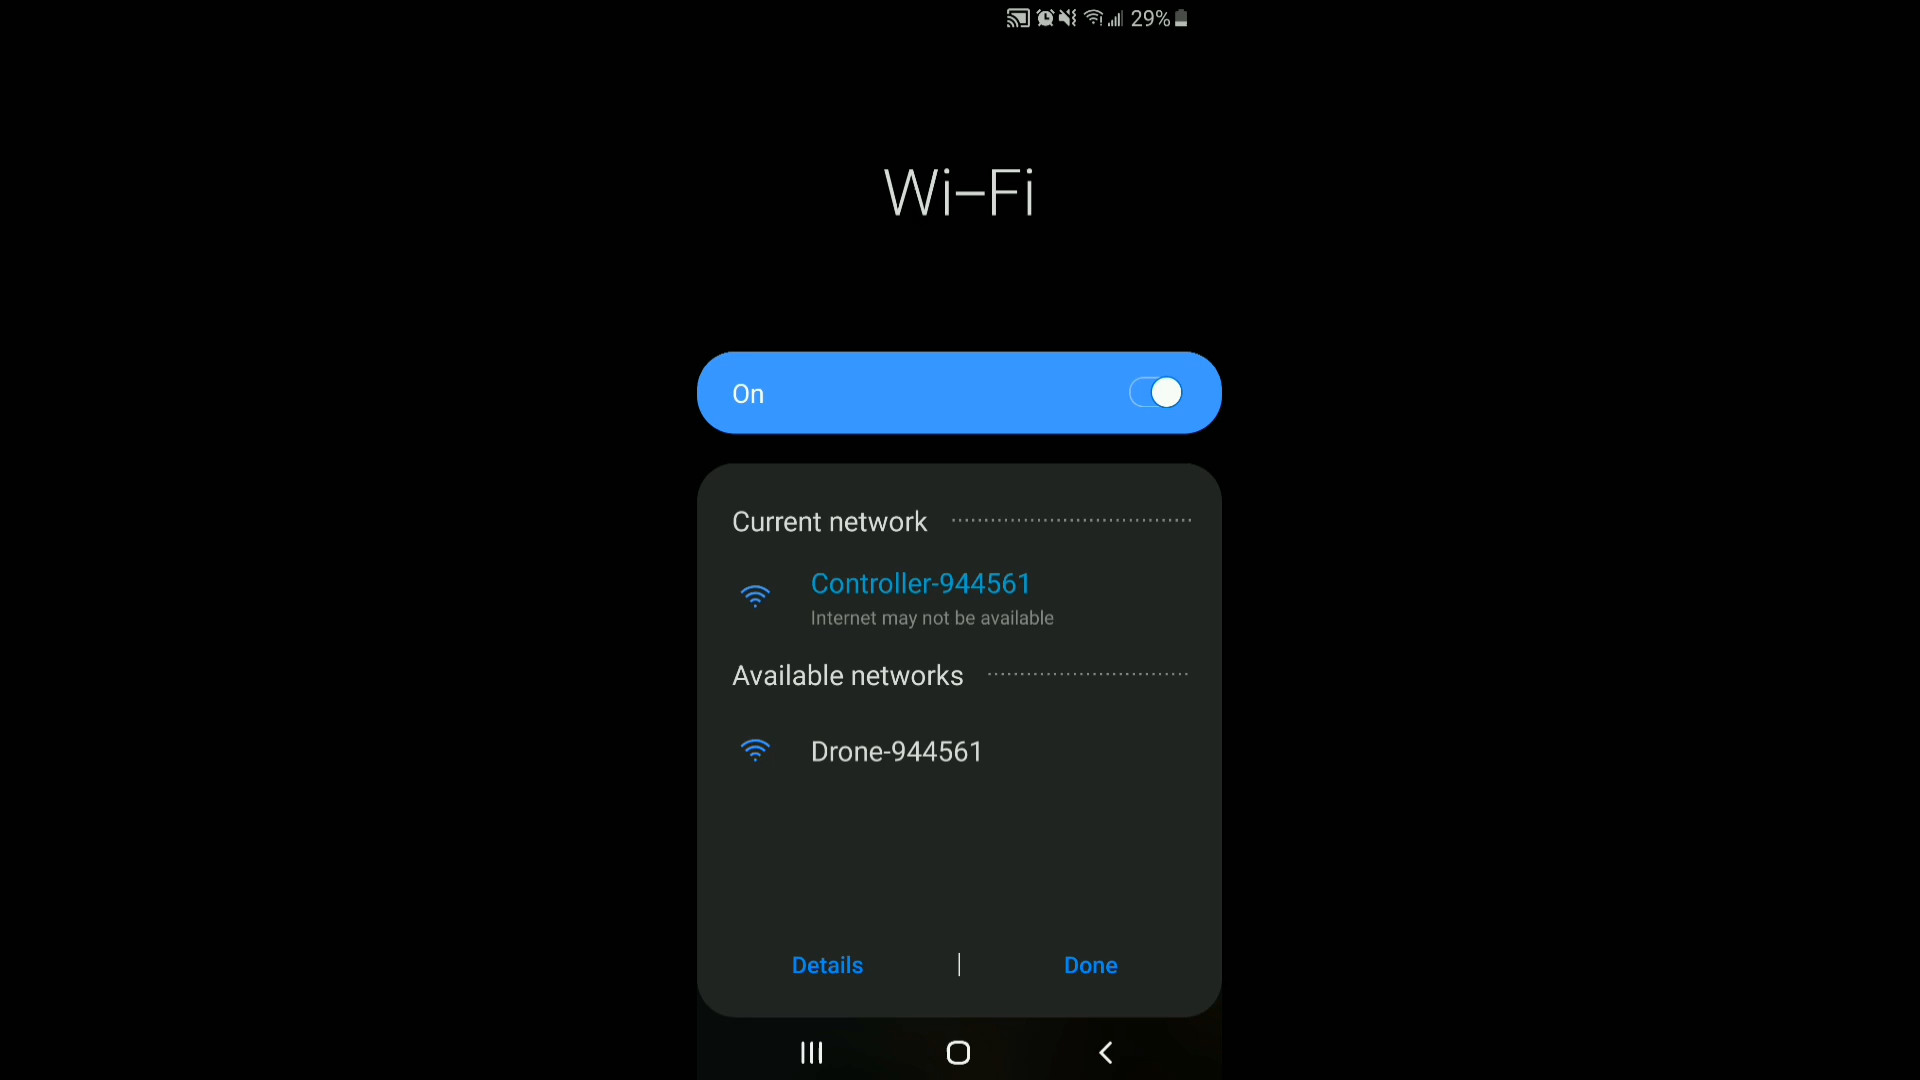 29%
Wi-Fi
On
Current network
Controller-944561
Internet may not be available
Available networks
Drone-944561
Details | Done